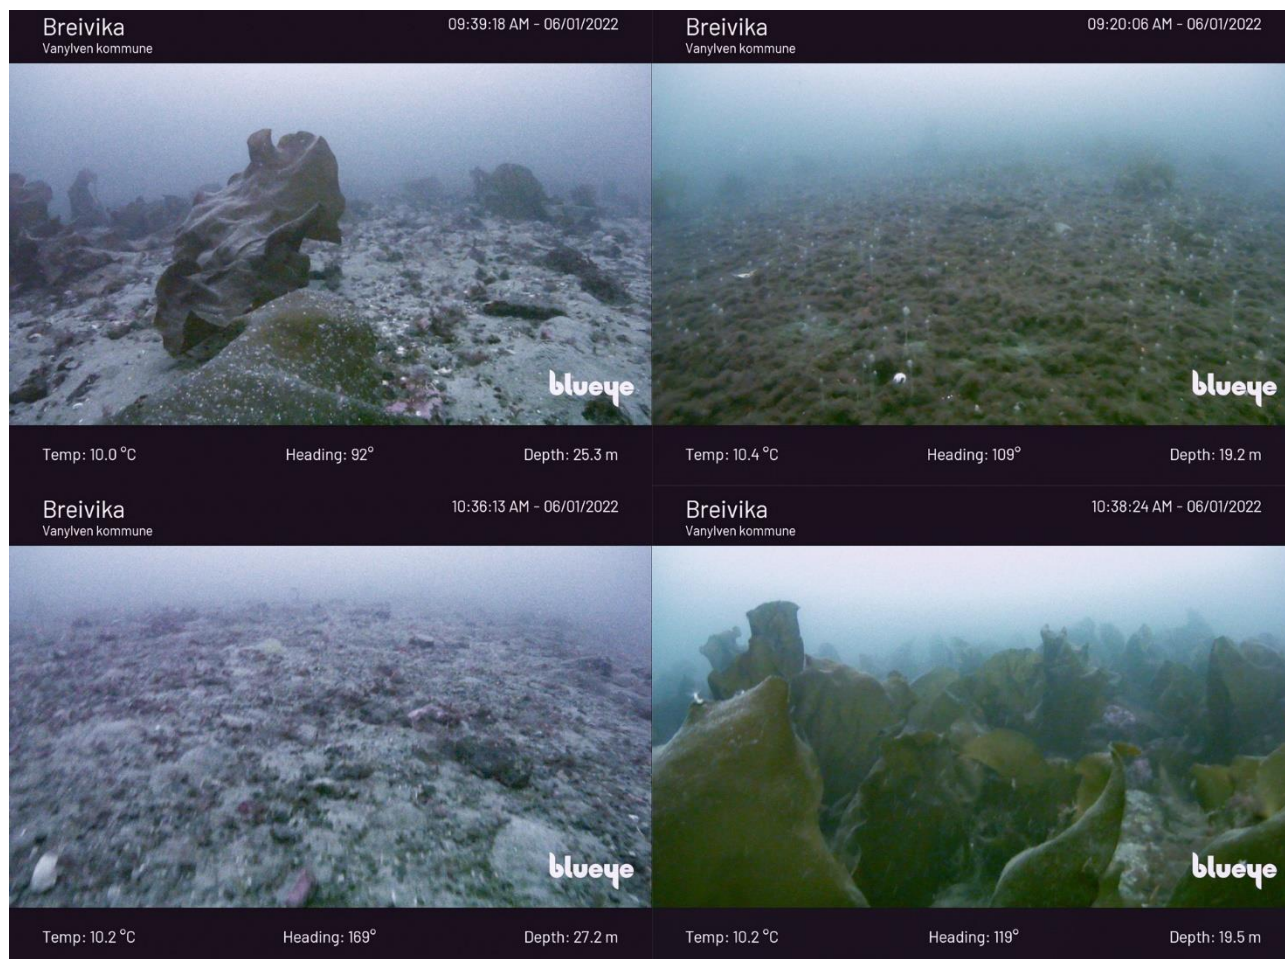 Breivika 09:39:18 AM - 06/01/2022
Vanylven kommune
blueye
Temp: 10.0 °C Heading: 92° Depth: 25.3 m
Breivika 09:20:06 AM - 06/01/2022
Vanylven kommune
blueye
Temp: 10.4 °C Heading: 109° Depth: 19.2 m
Breivika 10:36:13 AM - 06/01/2022
Vanylven kommune
blueye
Temp: 10.2 °C Heading: 169° Depth: 27.2 m
Breivika 10:38:24 AM - 06/01/2022
Vanylven kommune
blueye
Temp: 10.2 °C Heading: 119° Depth: 19.5 m